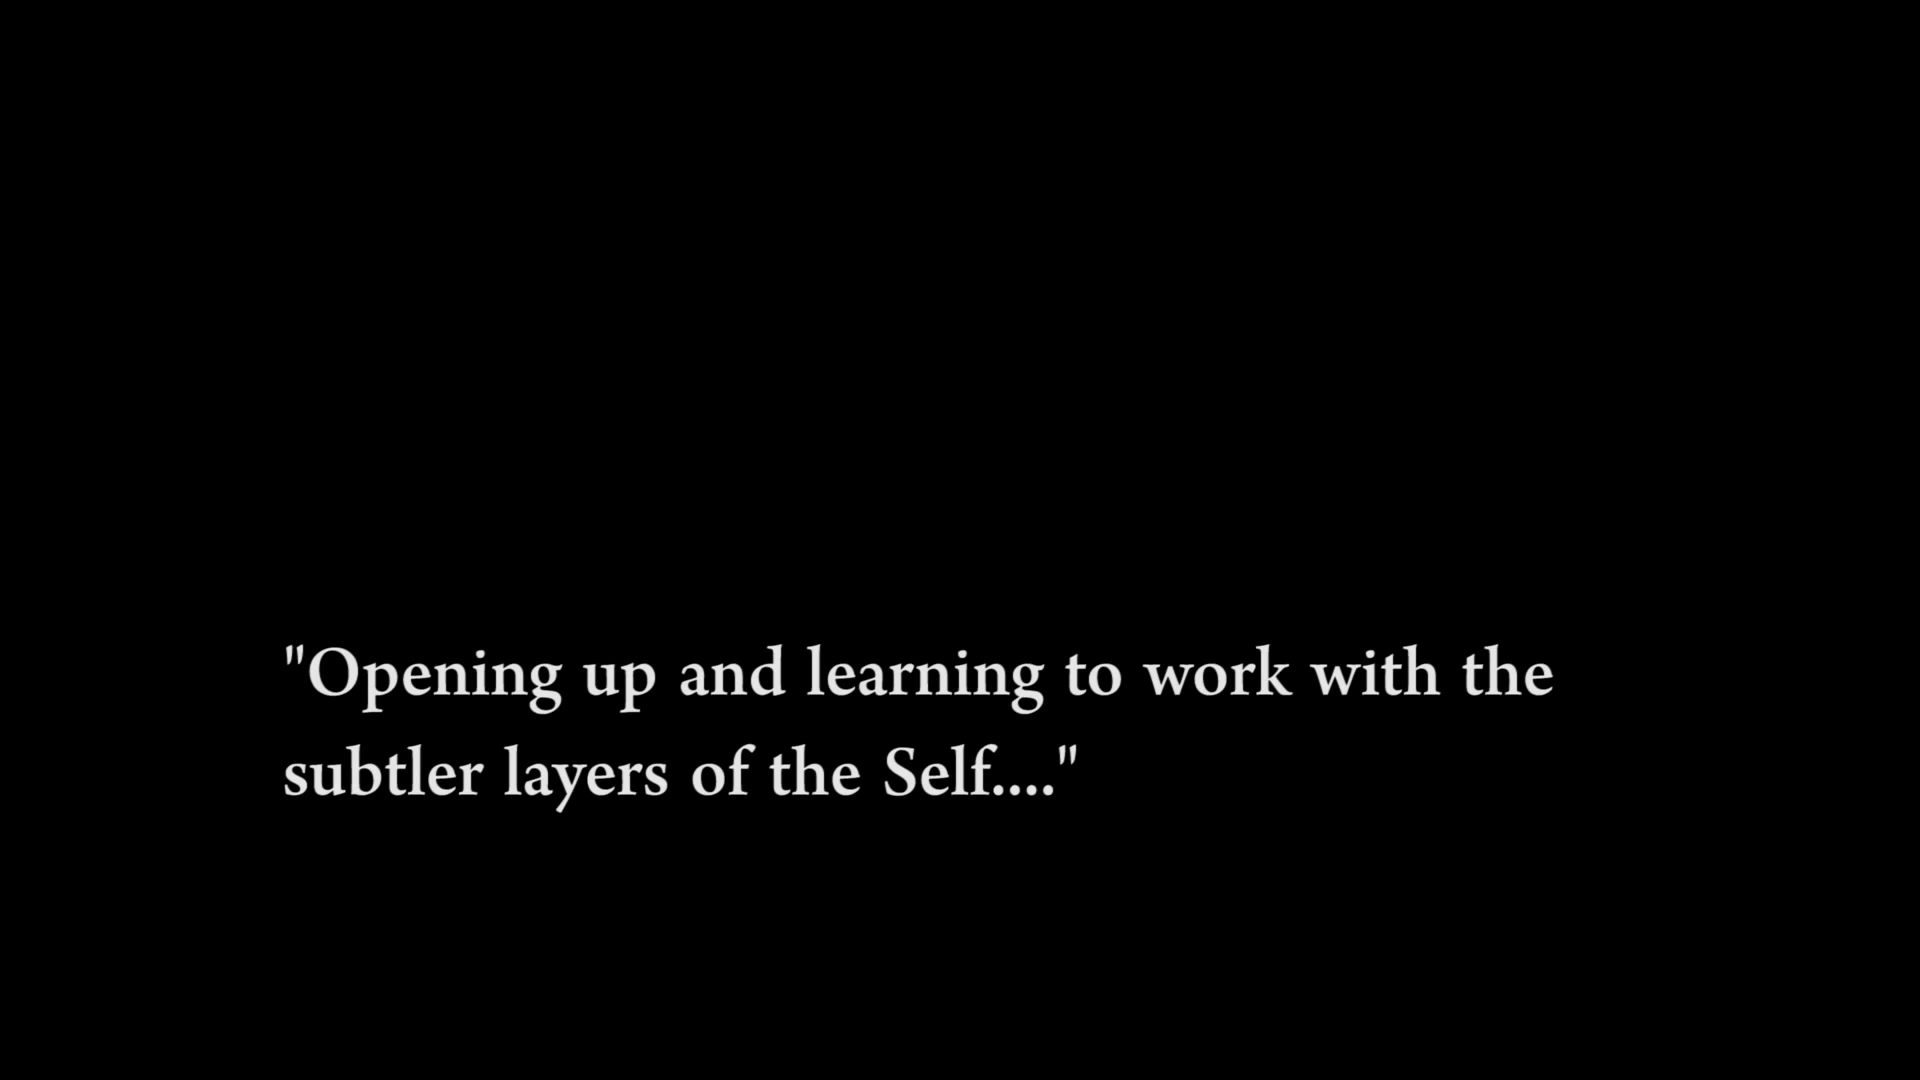 "Opening up and learning to work with the
subtler layers of the Self...."